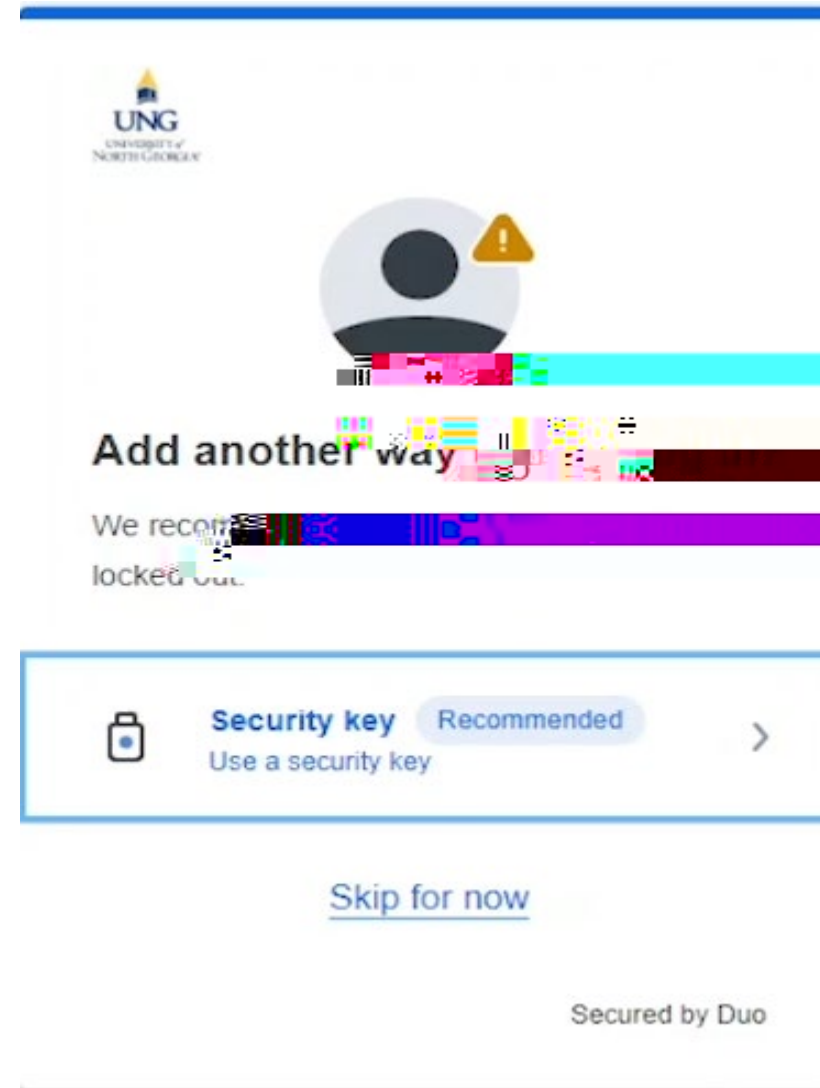 UNG
UNIVERSITY of
NORTH GEORGIA
Add another way
We
locked out.
Security key Recommended
Use a security key
Skip for now
Secured by Duo